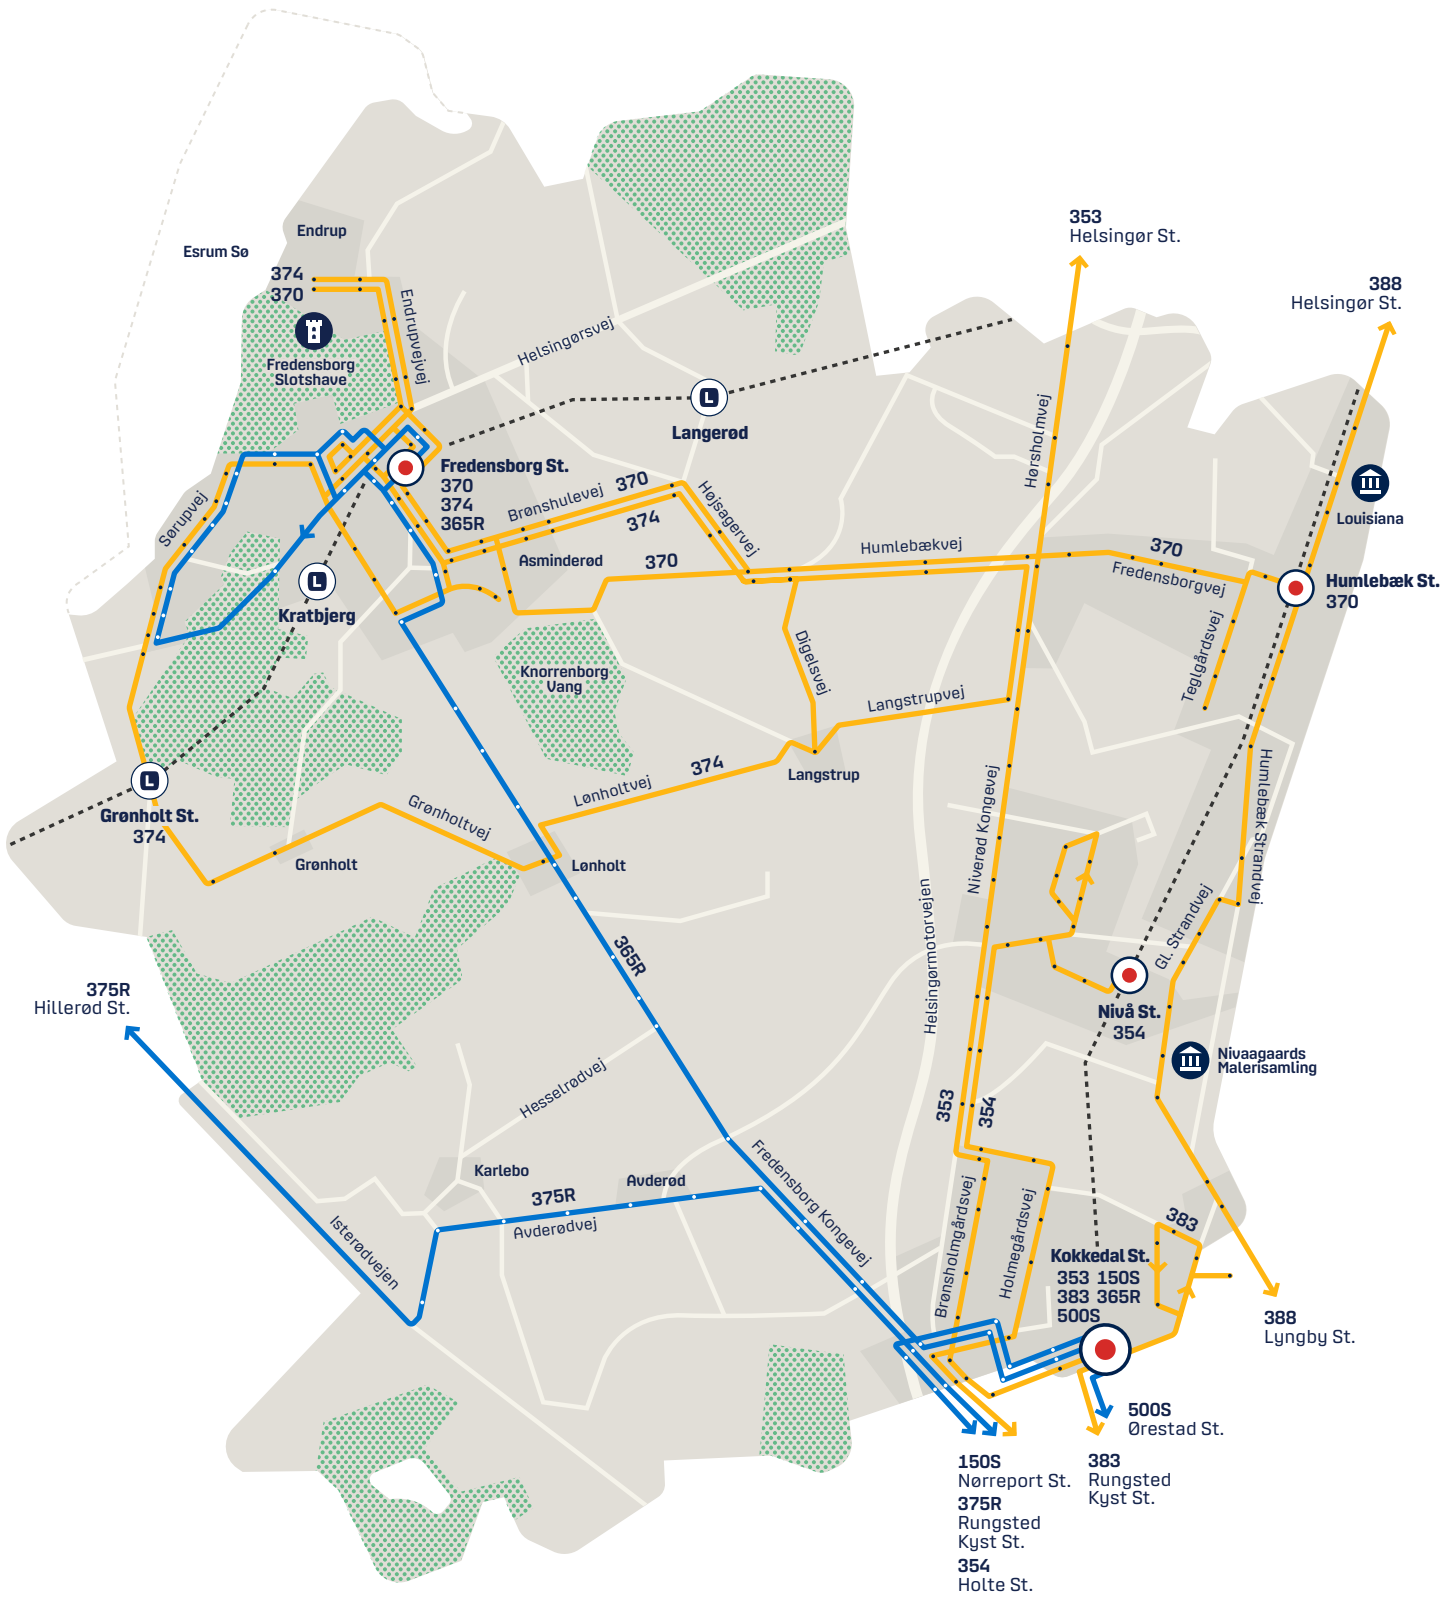 353
Helsingør St.
388
Helsingør St.
Endrup
Esrum Sø
374
370
Endrupvejvej
Fredensborg
Slotshave
Helsingørsvej
L
Langerød
Hørsholmvej
Fredensborg St.
370
374
365R
Brønshulevej
370
374
Højsagervej
Louisiana
Sørupvej
Asminderød
370
Humlebækvej
370
Fredensborgvej
Humlebæk St.
370
L
Kratbjerg
Teglgårdsvej
Digelsvej
Knorrenborg
Vang
Langstrupvej
L
Grønholt St.
374
Lønholtvej
374
Langstrup
Niverød Kongevej
Humlebæk Strandvej
Grønholtvej
Grønholt
Lønholt
Helsingørmotorvejen
Gl. Strandvej
365R
375R
Hillerød St.
Nivå St.
354
Nivaagaards
Malerisamling
Hesselrødvej
353
354
Karlebo
375R
Avderød
Avderødvej
Isterødvejen
Fredensborg Kongevej
Brønsholmgårdsvej
Holmegårdsvej
383
Kokkedal St.
353 150S
383 365R
500S
388
Lyngby St.
500S
Ørestad St.
150S
Nørreport St.
375R
Rungsted
Kyst St.
354
Holte St.
383
Rungsted
Kyst St.